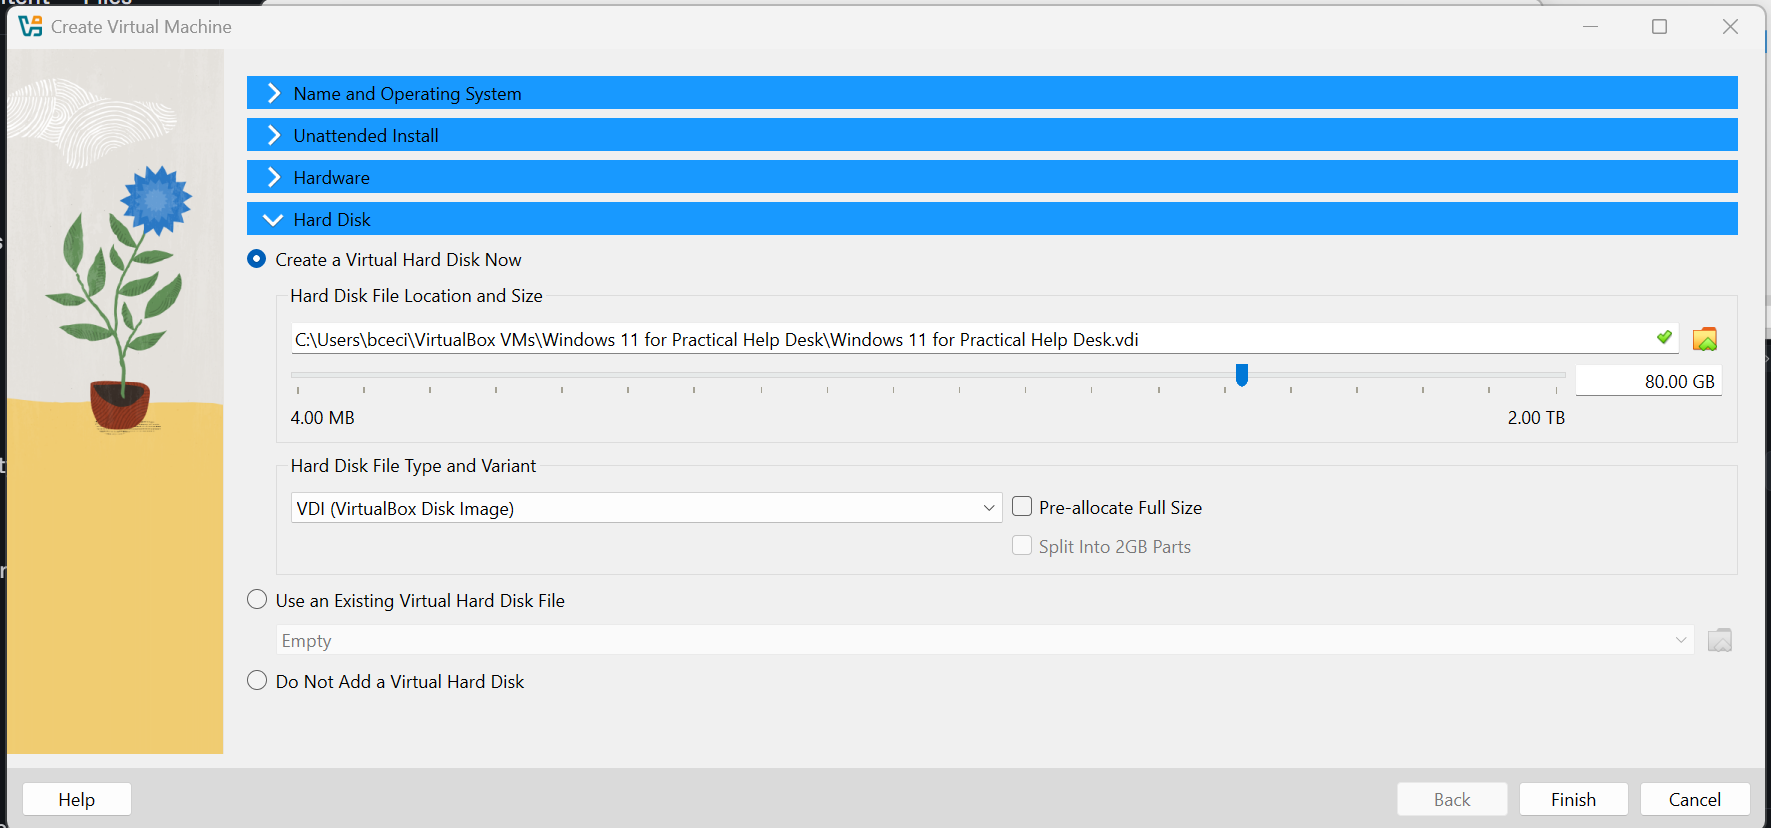 Create Virtual Machine
Name and Operating System
Unattended Install
Hardware
Hard Disk
Create a Virtual Hard Disk Now
Hard Disk File Location and Size
C:\Users\bceci\VirtualBox VMs\Windows 11 for Practical Help Desk\Windows 11 for Practical Help Desk.vdi
80.00 GB
4.00 MB 2.00 TB
Hard Disk File Type and Variant
VDI (VirtualBox Disk Image) Pre-allocate Full Size
Split Into 2GB Parts
Use an Existing Virtual Hard Disk File
Empty
Do Not Add a Virtual Hard Disk
Help Back Finish Cancel